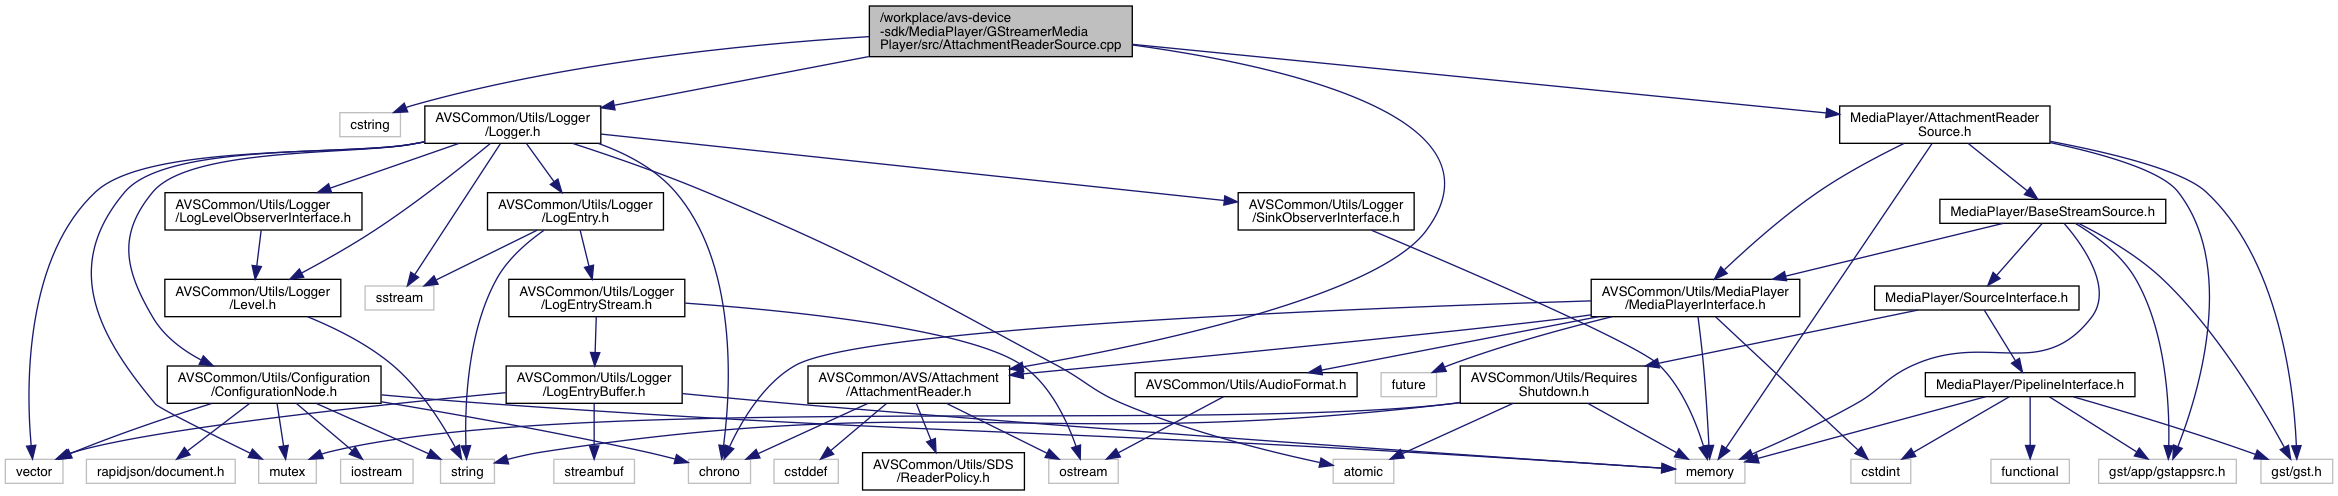 /workplace/avs-device
-sdk/MediaPlayer/GStreamerMedia
Player/src/AttachmentReaderSource.cpp
cstring
AVSCommon/Utils/Logger
/Logger.h
MediaPlayer/AttachmentReader
Source.h
AVSCommon/Utils/Logger
/LogLevelObserverInterface.h
AVSCommon/Utils/Logger
/LogEntry.h
AVSCommon/Utils/Logger
/SinkObserverInterface.h
MediaPlayer/BaseStreamSource.h
AVSCommon/Utils/Logger
/Level.h
sstream
AVSCommon/Utils/Logger
/LogEntryStream.h
AVSCommon/Utils/MediaPlayer
/MediaPlayerInterface.h
MediaPlayer/SourceInterface.h
AVSCommon/Utils/Configuration
/ConfigurationNode.h
AVSCommon/Utils/Logger
/LogEntryBuffer.h
AVSCommon/AVS/Attachment
/AttachmentReader.h
AVSCommon/Utils/AudioFormat.h
future
AVSCommon/Utils/Requires
Shutdown.h
MediaPlayer/PipelineInterface.h
vector
rapidjson/document.h
mutex
iostream
string
streambuf
chrono
cstddef
AVSCommon/Utils/SDS
/ReaderPolicy.h
ostream
atomic
memory
cstdint
functional
gst/app/gstappsrc.h
gst/gst.h